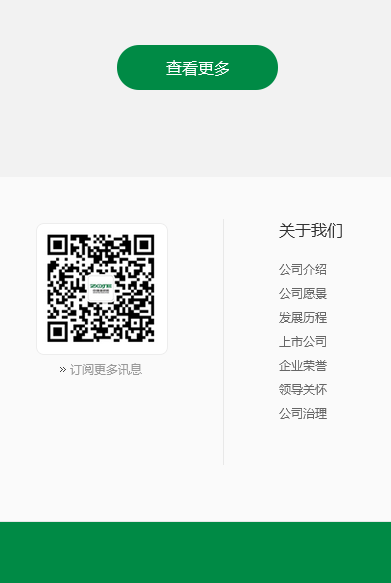 查看更多
» 订阅更多讯息
关于我们
公司介绍
公司愿景
发展历程
上市公司
企业荣誉
领导关怀
公司治理